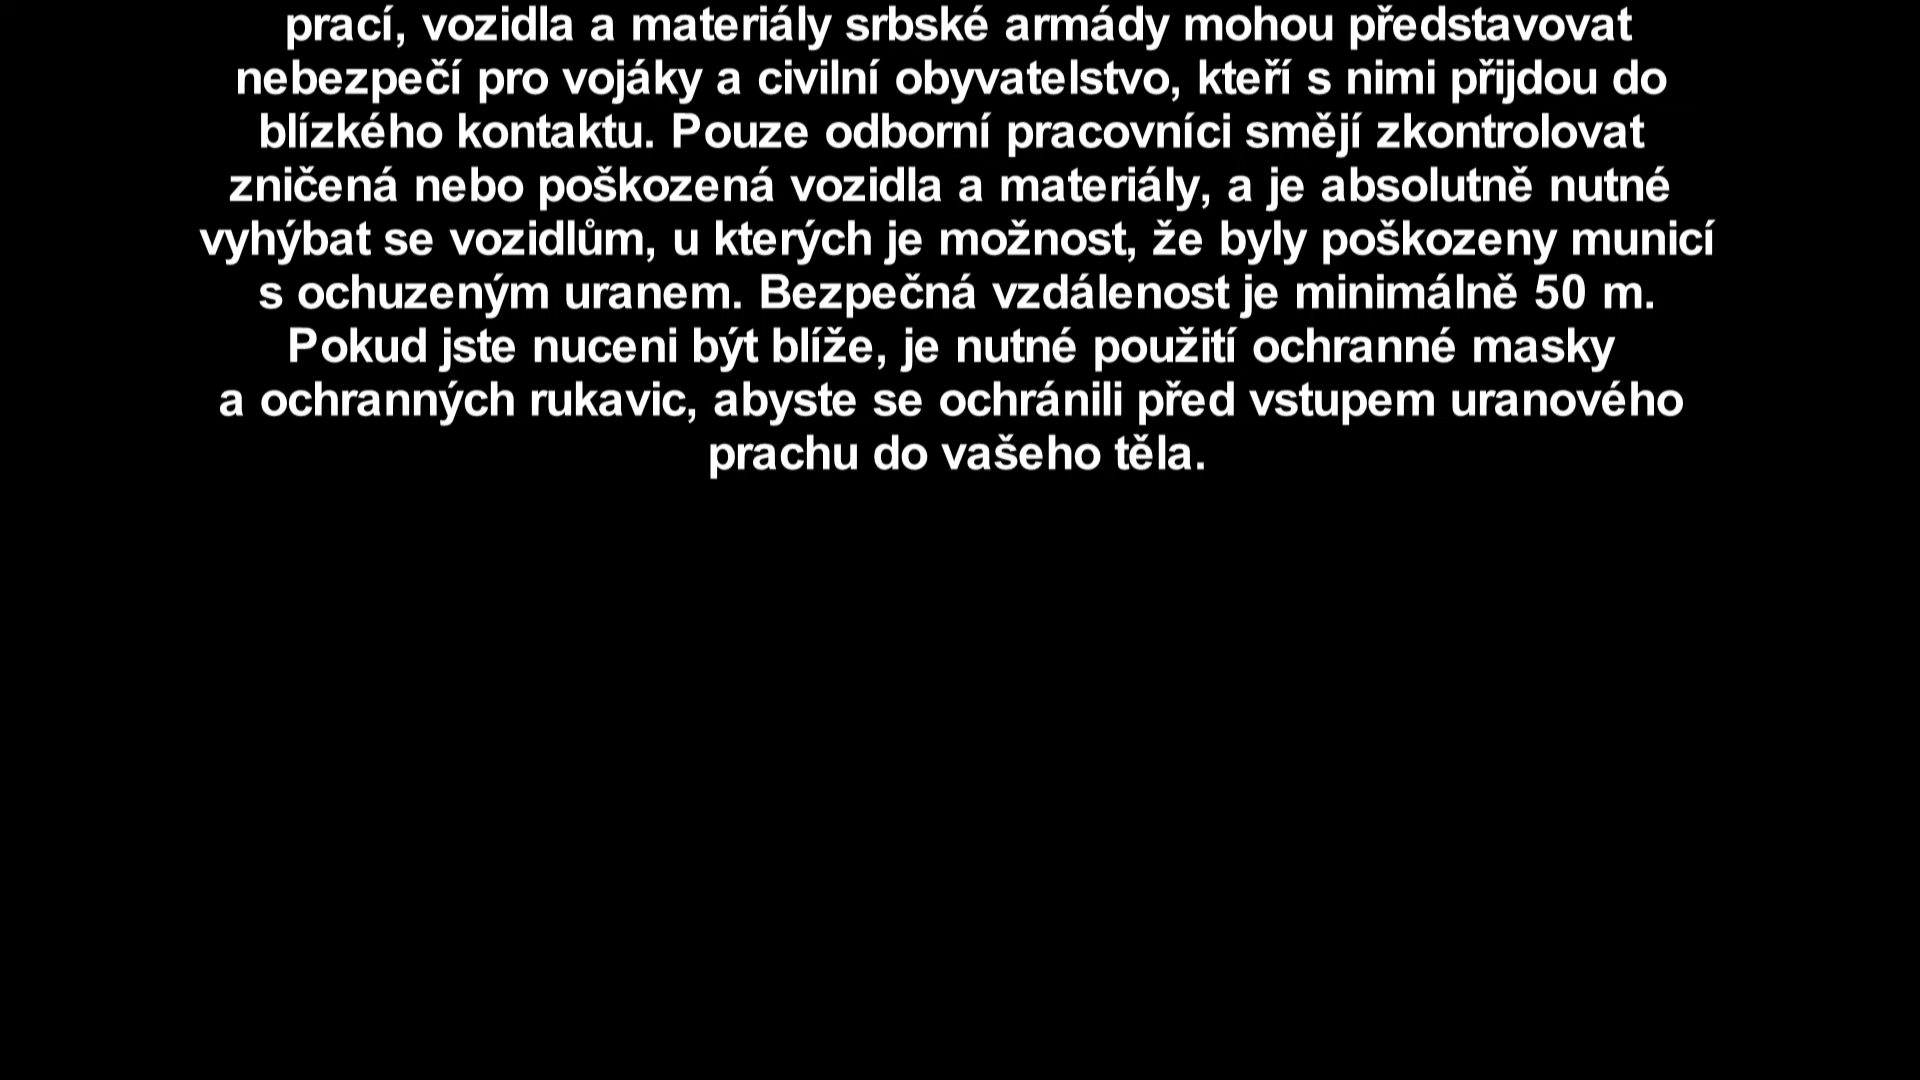 prací, vozidla a materiály srbské armády mohou představovat
nebezpečí pro vojáky a civilní obyvatelstvo, kteří s nimi přijdou do
blízkého kontaktu. Pouze odborní pracovníci smějí zkontrolovat
zničená nebo poškozená vozidla a materiály, a je absolutně nutné
vyhýbat se vozidlům, u kterých je možnost, že byly poškozeny municí
s ochuzeným uranem. Bezpečná vzdálenost je minimálně 50 m.
Pokud jste nuceni být blíže, je nutné použití ochranné masky
a ochranných rukavic, abyste se ochránili před vstupem uranového
prachu do vašeho těla.